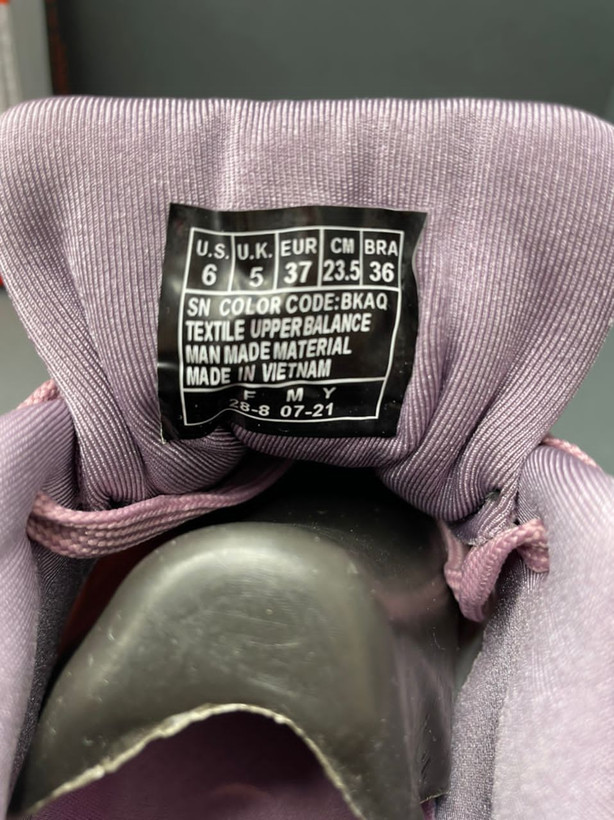 U.S. U.K. EUR CM BRA
6 5 37 23.5 36
SN COLOR CODE:BKAQ
TEXTILE UPPER BALANCE
MAN MADE MATERIAL
MADE IN VIETNAM
F M Y
28-8 07-21